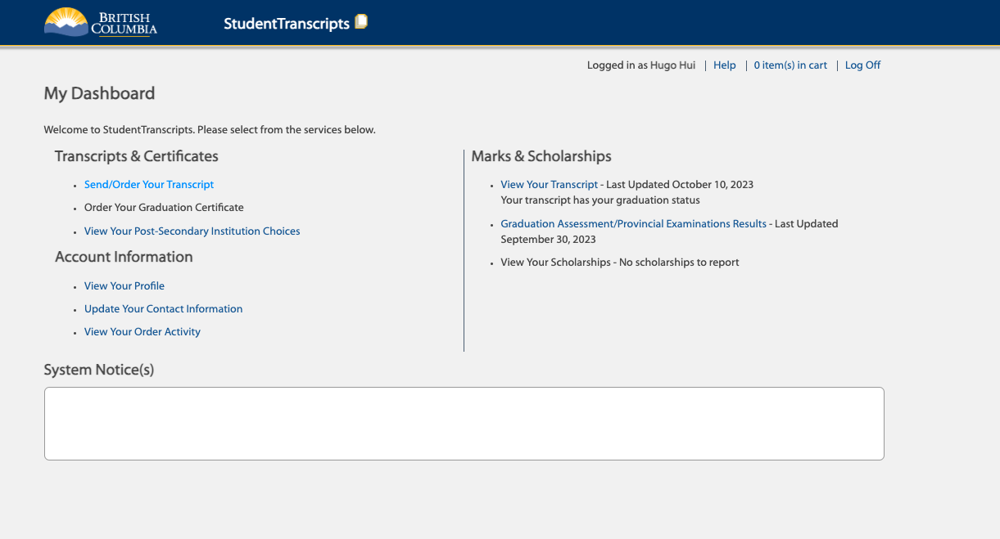 BRITISH
COLUMBIA
StudentTranscripts
Logged in as Hugo Hui | Help | 0 item(s) in cart | Log Off
My Dashboard
Welcome to StudentTranscripts. Please select from the services below.
Transcripts & Certificates
• Send/Order Your Transcript
• Order Your Graduation Certificate
• View Your Post-Secondary Institution Choices
Account Information
• View Your Profile
• Update Your Contact Information
• View Your Order Activity
Marks & Scholarships
• View Your Transcript - Last Updated October 10, 2023
Your transcript has your graduation status
• Graduation Assessment/Provincial Examinations Results - Last Updated
September 30, 2023
• View Your Scholarships - No scholarships to report
System Notice(s)